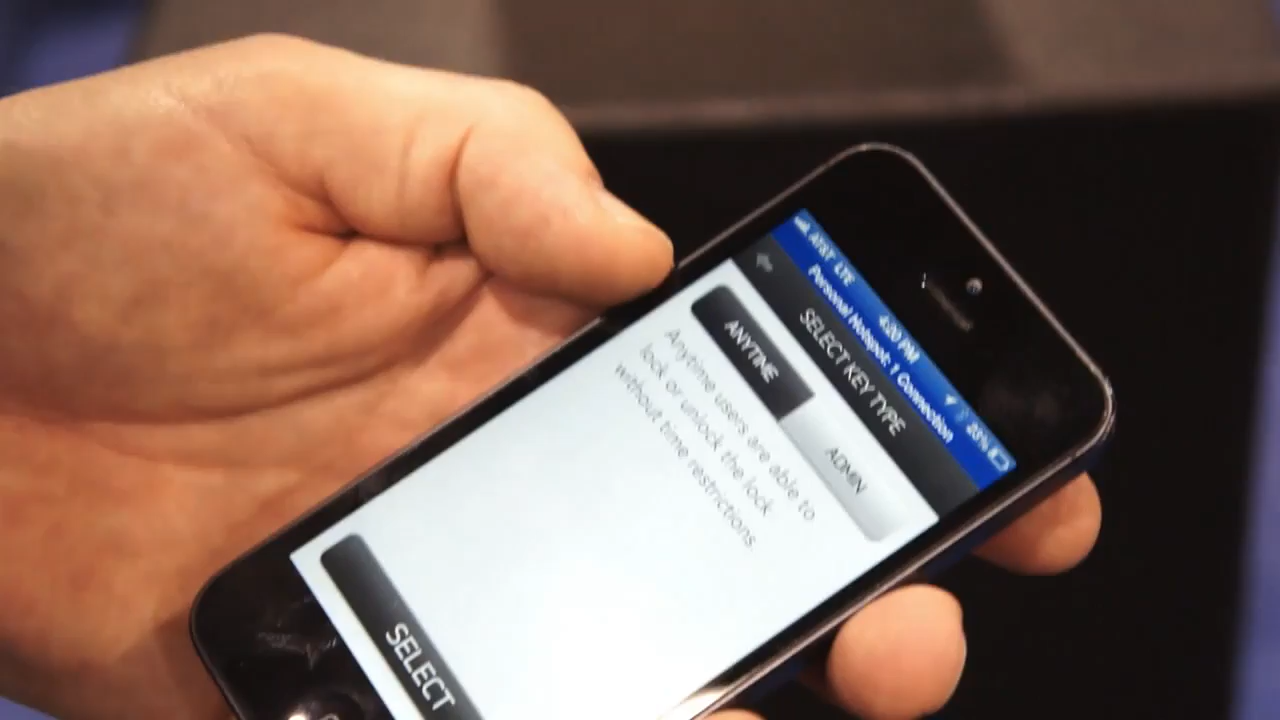 AT&T LTE 4:20 PM 23%
Personal Hotspot: 1 Connection
SELECT KEY TYPE
ANYTIME ADMIN
Anytime users are able to
lock or unlock the lock
without time restrictions.
SELECT